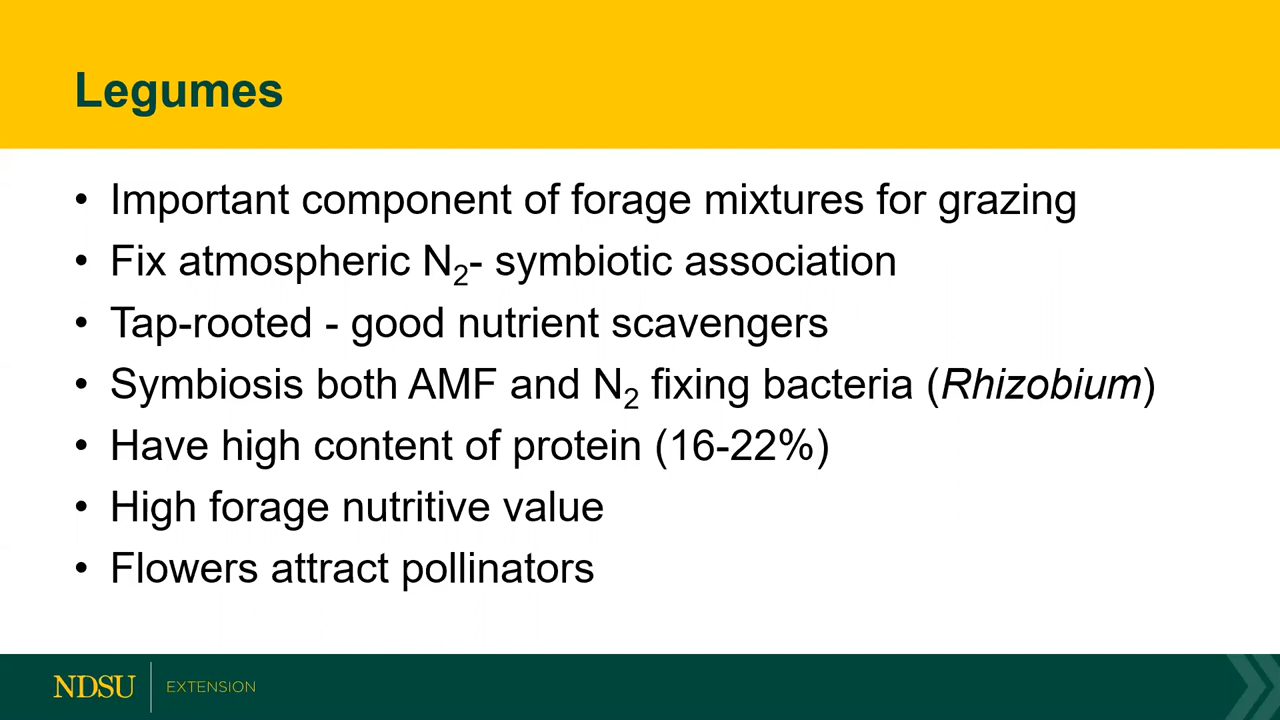 Legumes
• Important component of forage mixtures for grazing
• Fix atmospheric N₂- symbiotic association
• Tap-rooted - good nutrient scavengers
• Symbiosis both AMF and N₂ fixing bacteria (Rhizobium)
• Have high content of protein (16-22%)
• High forage nutritive value
• Flowers attract pollinators
NDSU EXTENSION